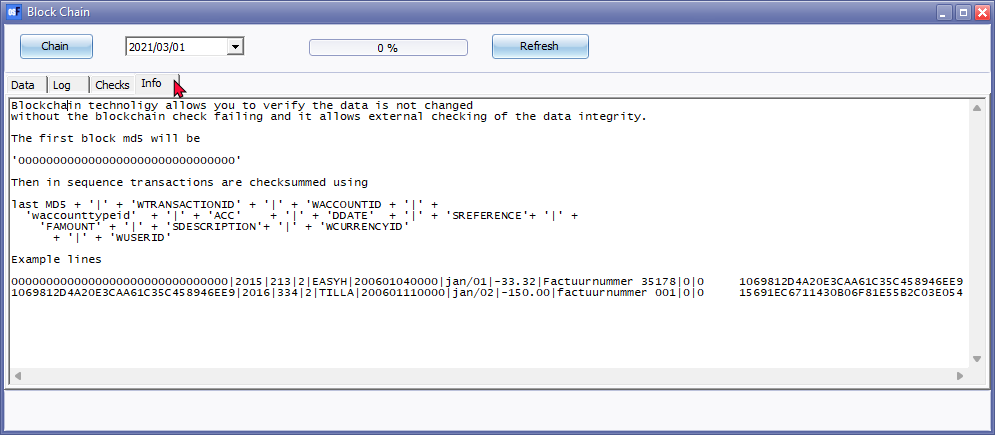 Block Chain
Chain
2021/03/01
0 %
Refresh
Data
Log
Checks
Info
Blockchain technoligy allows you to verify the data is not changed
without the blockchain check failing and it allows external checking of the data integrity.
The first block md5 will be
'00000000000000000000000000000000'
Then in sequence transactions are checksummed using
last MD5 + '|' + 'WTRANSACTIONID' + '|' + 'WACCOUNTID + '|' +
'waccounttypeid' + '|' + 'ACC' + '|' + 'DDATE' + '|' + 'SREFERENCE'+ '|' +
'FAMOUNT' + '|' + 'SDESCRIPTION'+ '|' + 'WCURRENCYID'
+ '|' + 'WUSERID'
Example lines
00000000000000000000000000000000|2015|213|2|EASYH|200601040000|jan/01|-33.32|Factuurnummer 35178|0|0 1069812D4A20E3CAA61C35C458946EE9
1069812D4A20E3CAA61C35C458946EE9|2016|334|2|TILLA|200601110000|jan/02|-150.00|factuurnummer 001|0|0 15691EC6711430B06F81E55B2C03E054